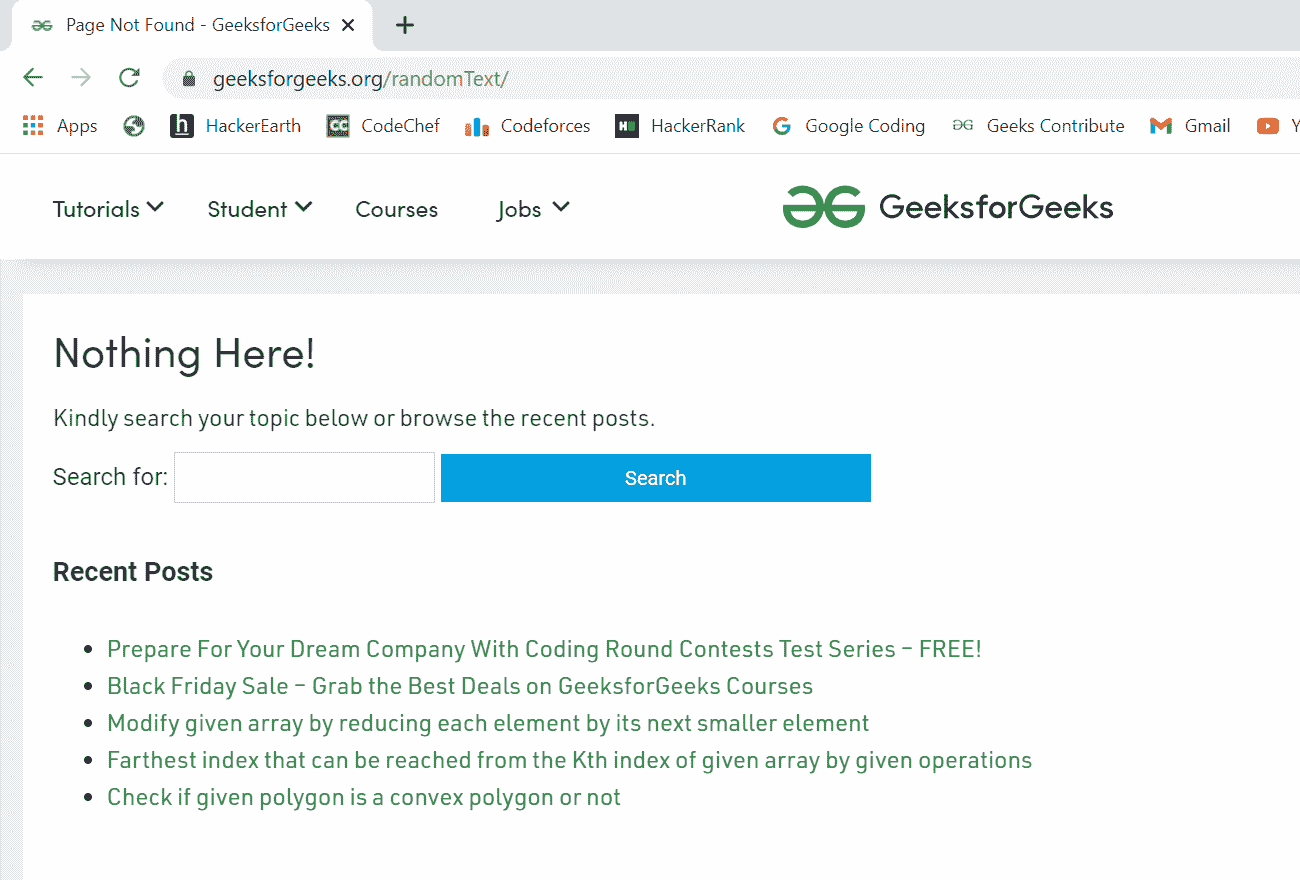 Page Not Found - GeeksforGeeks
geeksforgeeks.org/randomText/
Apps HackerEarth CodeChef Codeforces HackerRank Google Coding Geeks Contribute Gmail
Tutorials Student Courses Jobs GeeksforGeeks
Nothing Here!
Kindly search your topic below or browse the recent posts.
Search for: Search
Recent Posts
• Prepare For Your Dream Company With Coding Round Contests Test Series – FREE!
• Black Friday Sale – Grab the Best Deals on GeeksforGeeks Courses
• Modify given array by reducing each element by its next smaller element
• Farthest index that can be reached from the Kth index of given array by given operations
• Check if given polygon is a convex polygon or not